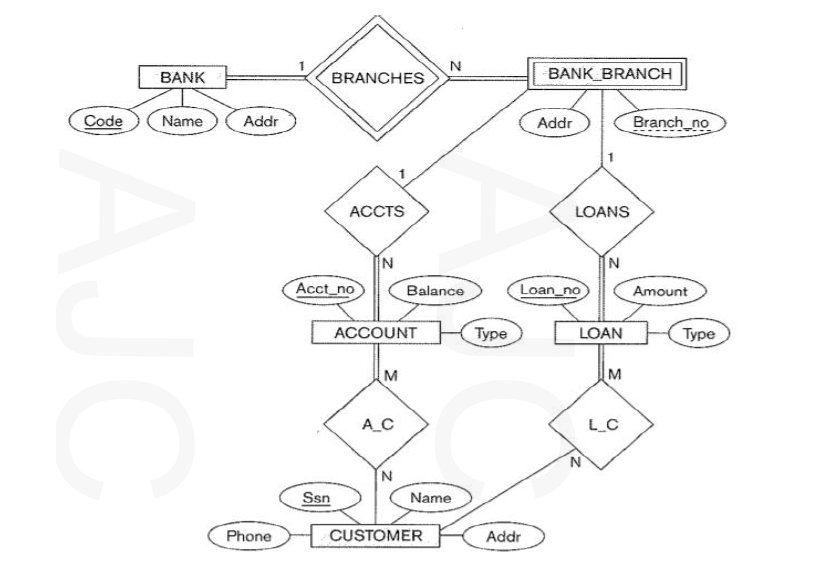 1 N
BANK BRANCHES BANK_BRANCH
Code Name Addr Addr Branch_no
1 1
ACCTS LOANS
N N
Acct_no Balance Loan_no Amount
ACCOUNT Type LOAN Type
M M
A_C L_C
N N
Ssn Name
Phone CUSTOMER Addr
AJC AJC